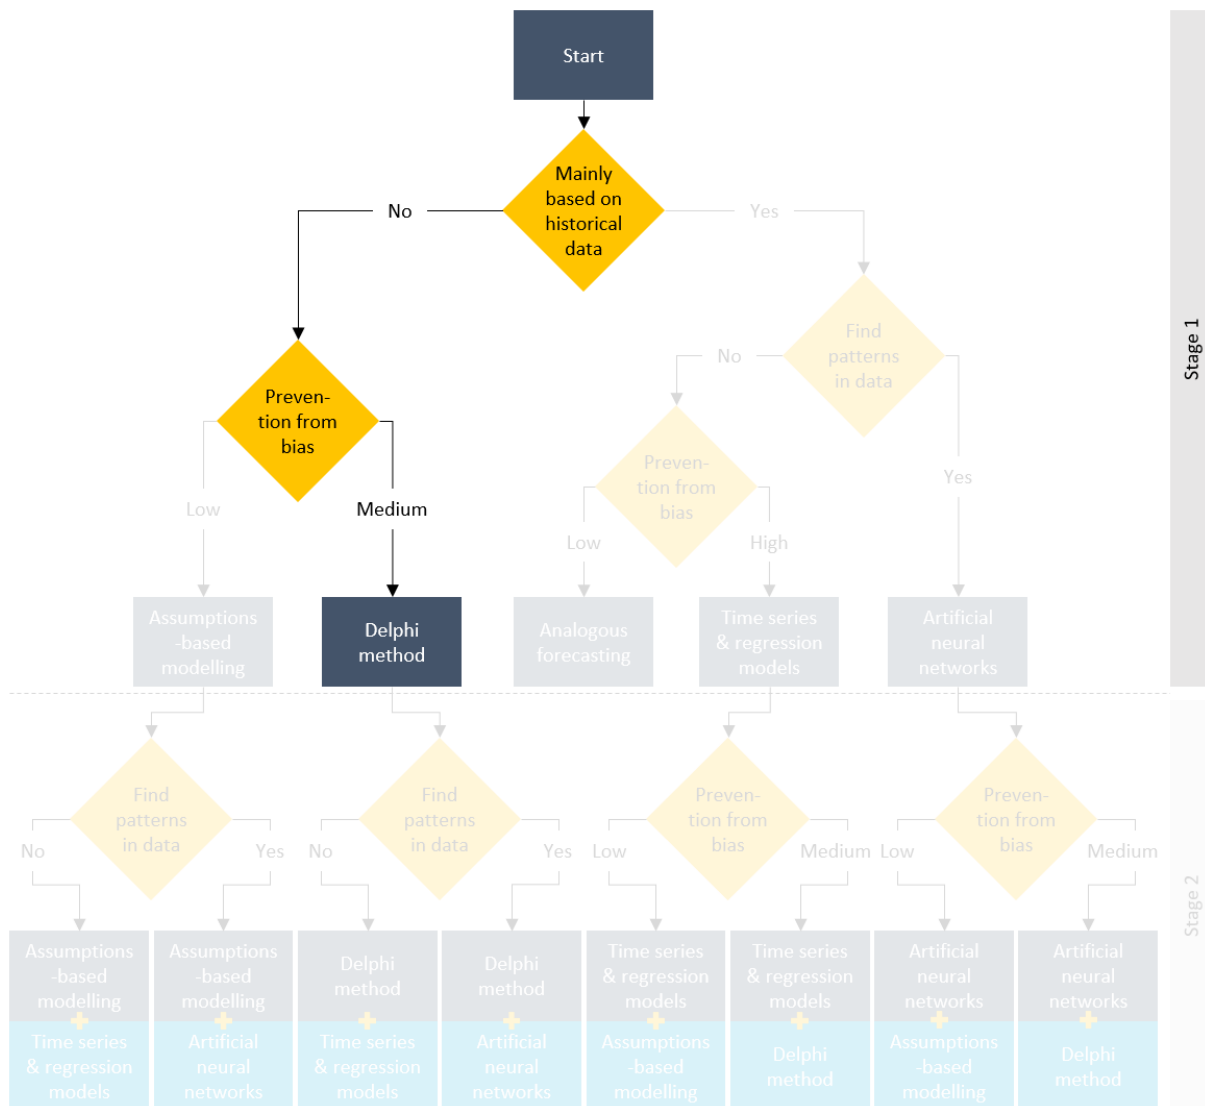 Start
Mainly
based on
historical
data
No
Yes
Find
patterns
in data
No
Yes
Preven-
tion from
bias
Low
Medium
Preven-
tion from
bias
Low
High
Assumptions
-based
modelling
Delphi
method
Analogous
forecasting
Time series
& regression
models
Artificial
neural
networks
Stage 1
Find
patterns
in data
No
Yes
Find
patterns
in data
No
Yes
Preven-
tion from
bias
Low
Medium
Preven-
tion from
bias
Low
Medium
Assumptions
-based
modelling
+
Time series
& regression
models
Assumptions
-based
modelling
+
Artificial
neural
networks
Delphi
method
+
Time series
& regression
models
Delphi
method
+
Artificial
neural
networks
Time series
& regression
models
+
Assumptions
-based
modelling
Time series
& regression
models
+
Delphi
method
Artificial
neural
networks
+
Assumptions
-based
modelling
Artificial
neural
networks
+
Delphi
method
Stage 2